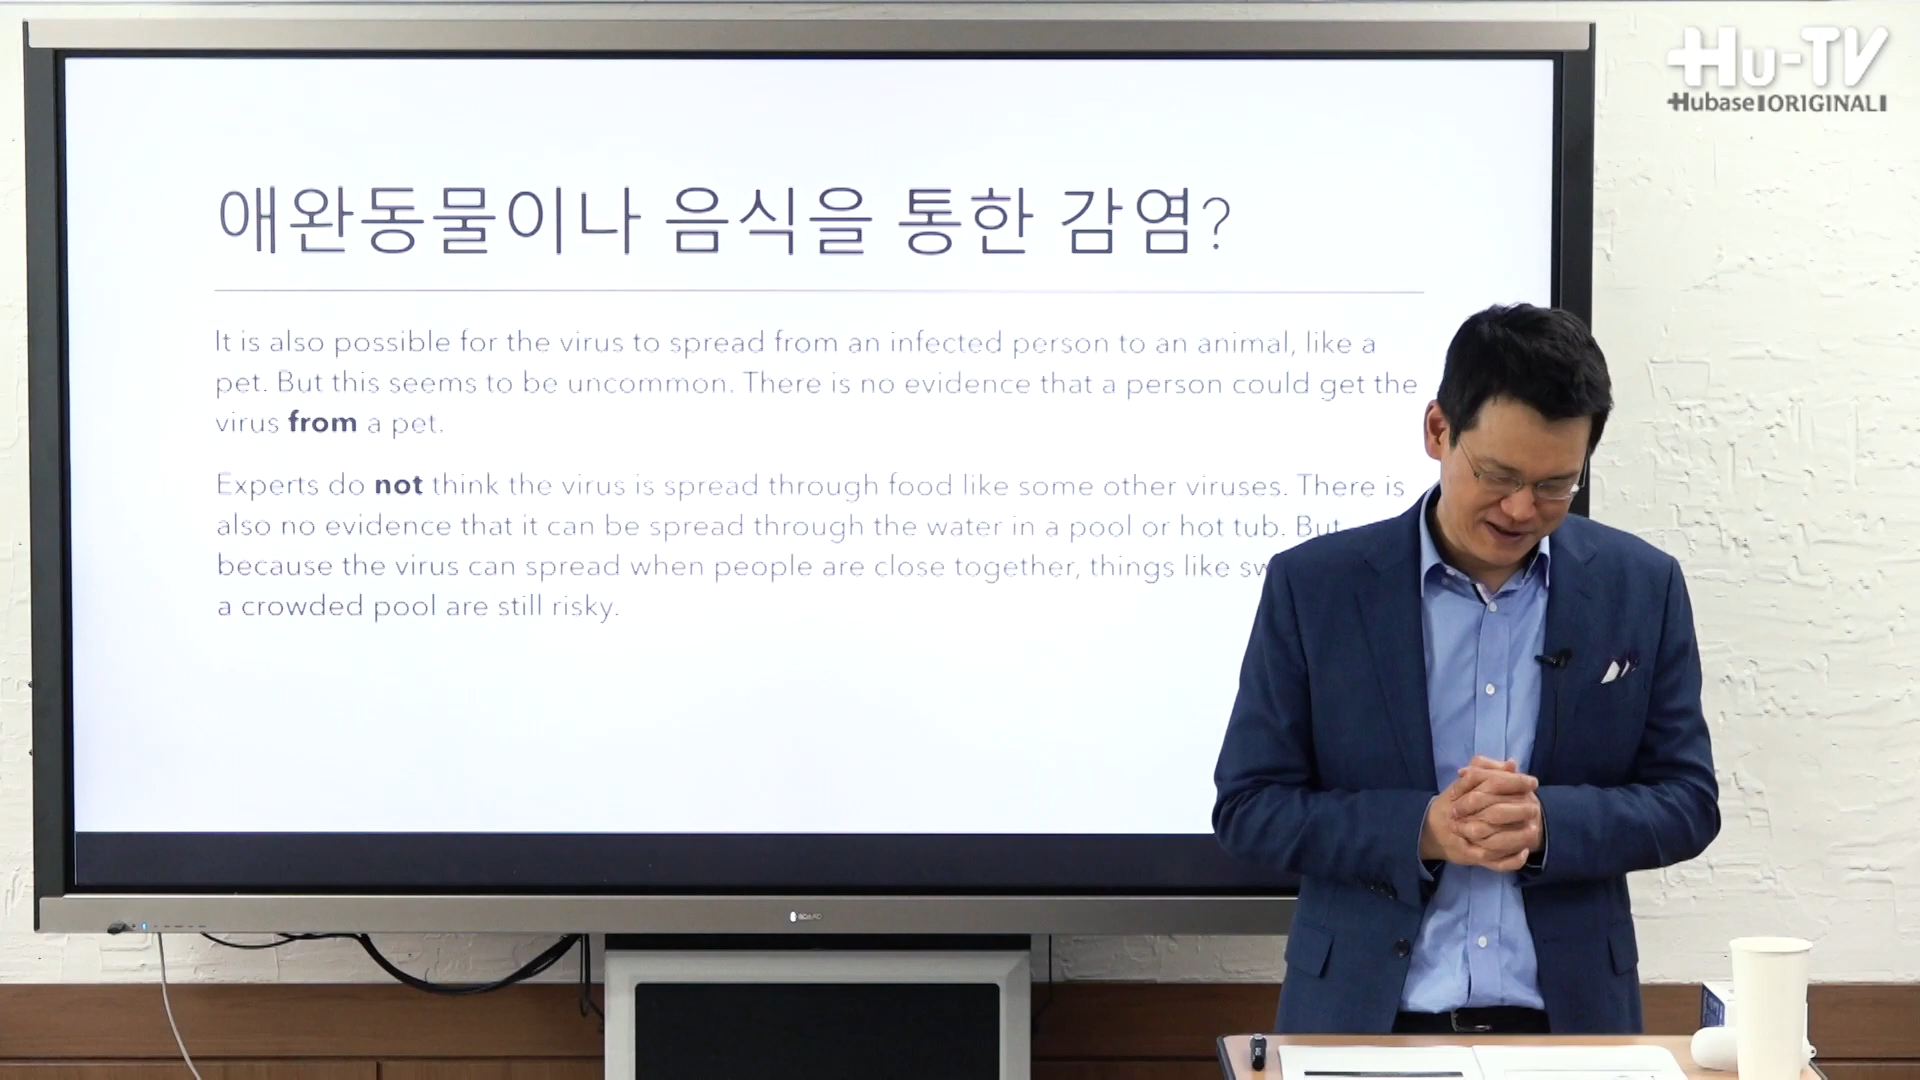 Hu-TV
Hubase ORIGINAL
애완동물이나 음식을 통한 감염?
It is also possible for the virus to spread from an infected person to an animal, like a
pet. But this seems to be uncommon. There is no evidence that a person could get the
virus from a pet.
Experts do not think the virus is spread through food like some other viruses. There is
also no evidence that it can be spread through the water in a pool or hot tub. But
because the virus can spread when people are close together, things like
a crowded pool are still risky.